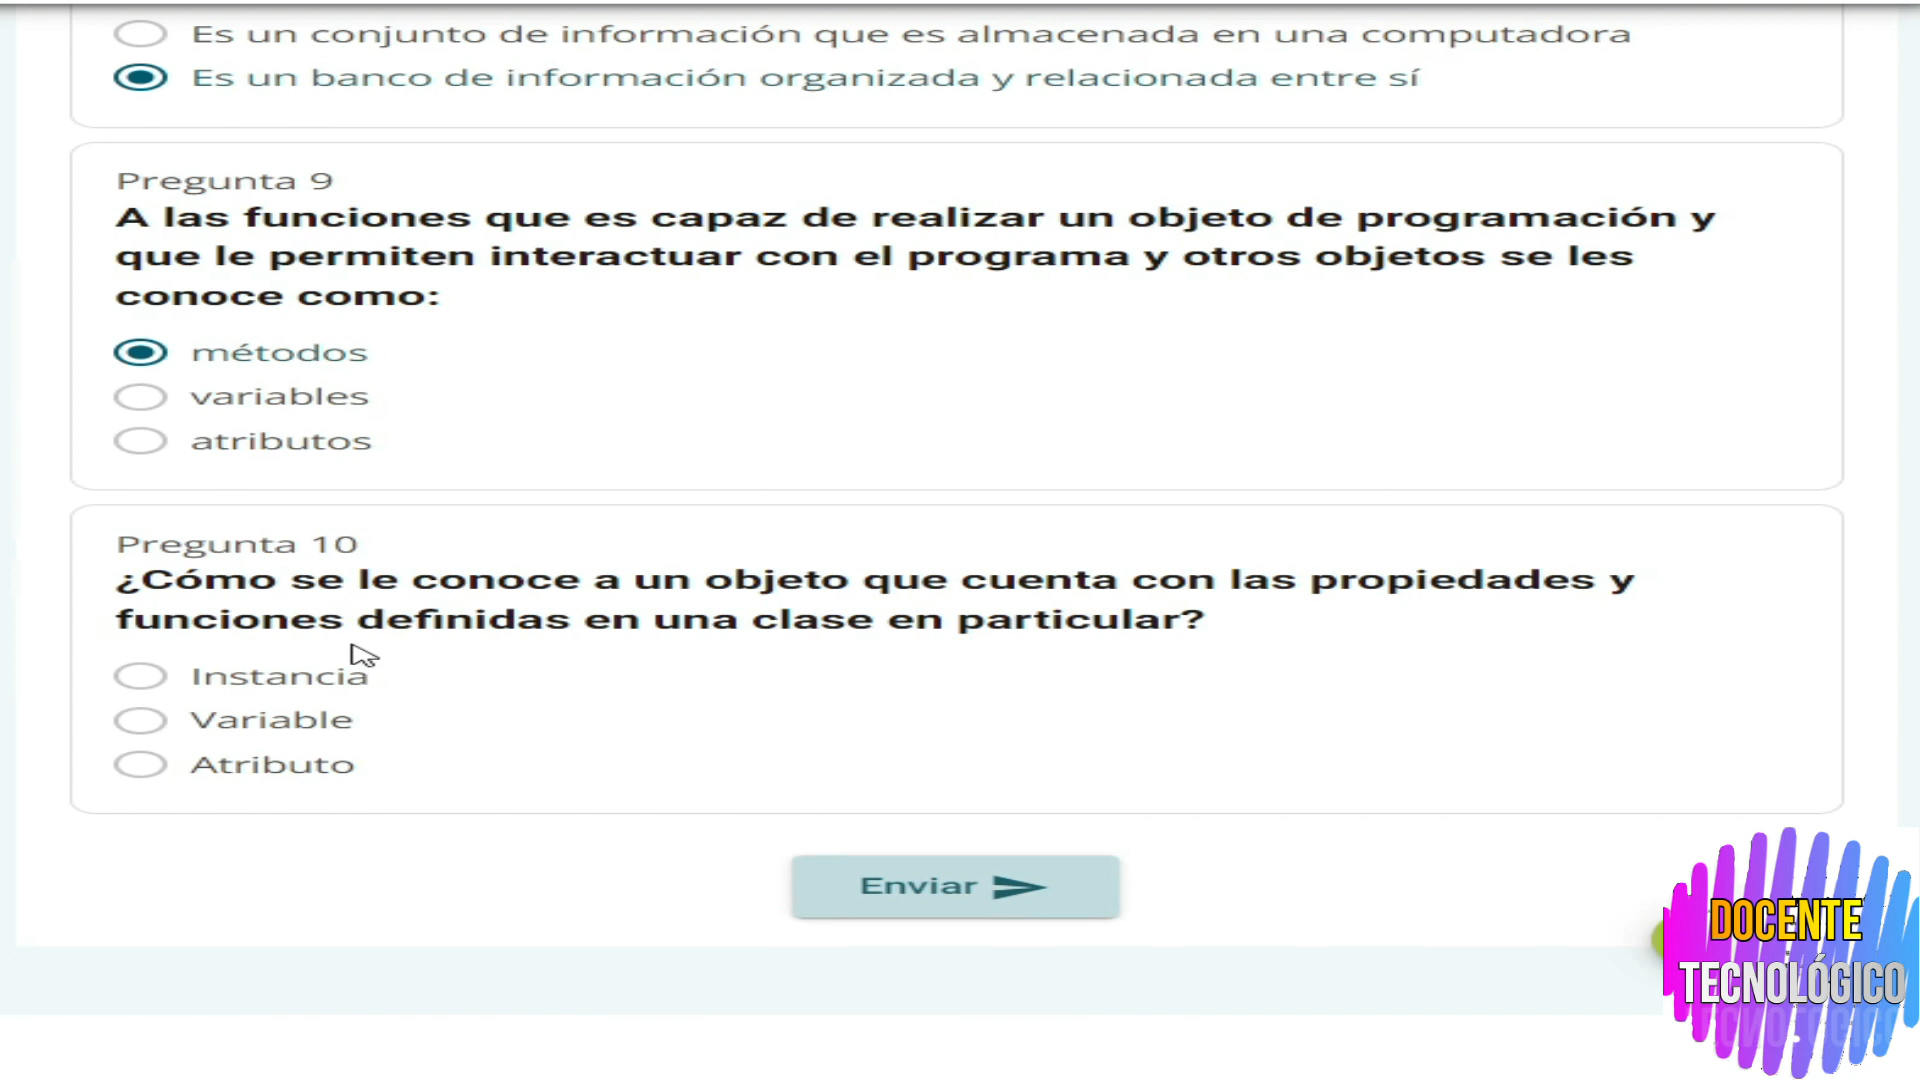 Es un conjunto de información que es almacenada en una computadora
Es un banco de información organizada y relacionada entre sí
Pregunta 9
A las funciones que es capaz de realizar un objeto de programación y
que le permiten interactuar con el programa y otros objetos se les
conoce como:
métodos
variables
atributos
Pregunta 10
¿Cómo se le conoce a un objeto que cuenta con las propiedades y
funciones definidas en una clase en particular?
Instancia
Variable
Atributo
Enviar
DOCENTE
TECNOLÓGICO